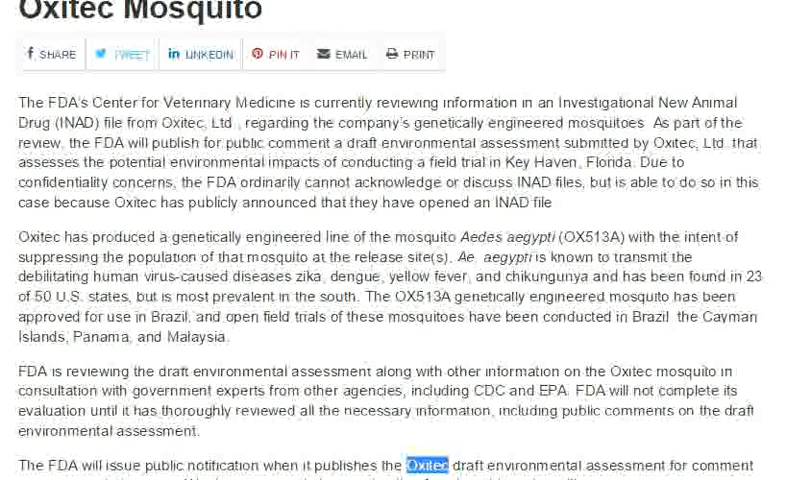 Oxitec Mosquito
SHARE TWEET LINKEDIN PIN IT EMAIL PRINT
The FDA's Center for Veterinary Medicine is currently reviewing information in an Investigational New Animal
Drug (INAD) file from Oxitec, Ltd., regarding the company's genetically engineered mosquitoes. As part of the
review, the FDA will publish for public comment a draft environmental assessment submitted by Oxitec, Ltd. that
assesses the potential environmental impacts of conducting a field trial in Key Haven, Florida. Due to
confidentiality concerns, the FDA ordinarily cannot acknowledge or discuss INAD files, but is able to do so in this
case because Oxitec has publicly announced that they have opened an INAD file
Oxitec has produced a genetically engineered line of the mosquito Aedes aegypti (OX513A) with the intent of
suppressing the population of that mosquito at the release site(s). Ae. aegypti is known to transmit the
debilitating human virus-caused diseases zika, dengue, yellow fever, and chikungunya and has been found in 23
of 50 U.S. states, but is most prevalent in the south. The OX513A genetically engineered mosquito has been
approved for use in Brazil, and open field trials of these mosquitoes have been conducted in Brazil, the Cayman
Islands, Panama, and Malaysia.
FDA is reviewing the draft environmental assessment along with other information on the Oxitec mosquito in
consultation with government experts from other agencies, including CDC and EPA. FDA will not complete its
evaluation until it has thoroughly reviewed all the necessary information, including public comments on the draft
environmental assessment.
The FDA will issue public notification when it publishes the Oxitec draft environmental assessment for comment